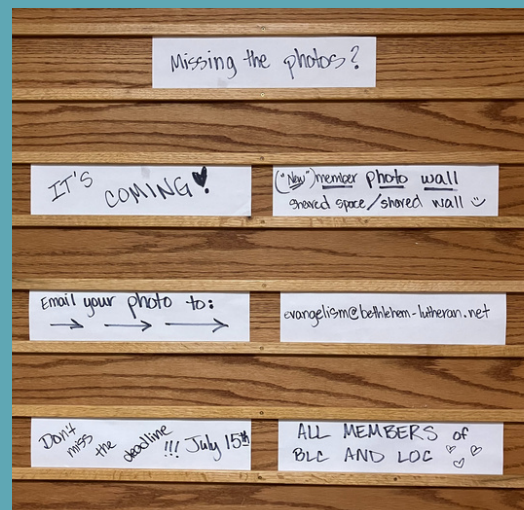 Missing the photos?
IT'S COMING!
("New") member photo wall
shared space/shared wall
Email your photo to:
evangelism@bethlehem-lutheran.net
Don't miss the deadline !!! July 15th
ALL MEMBERS of
BLC AND LOC